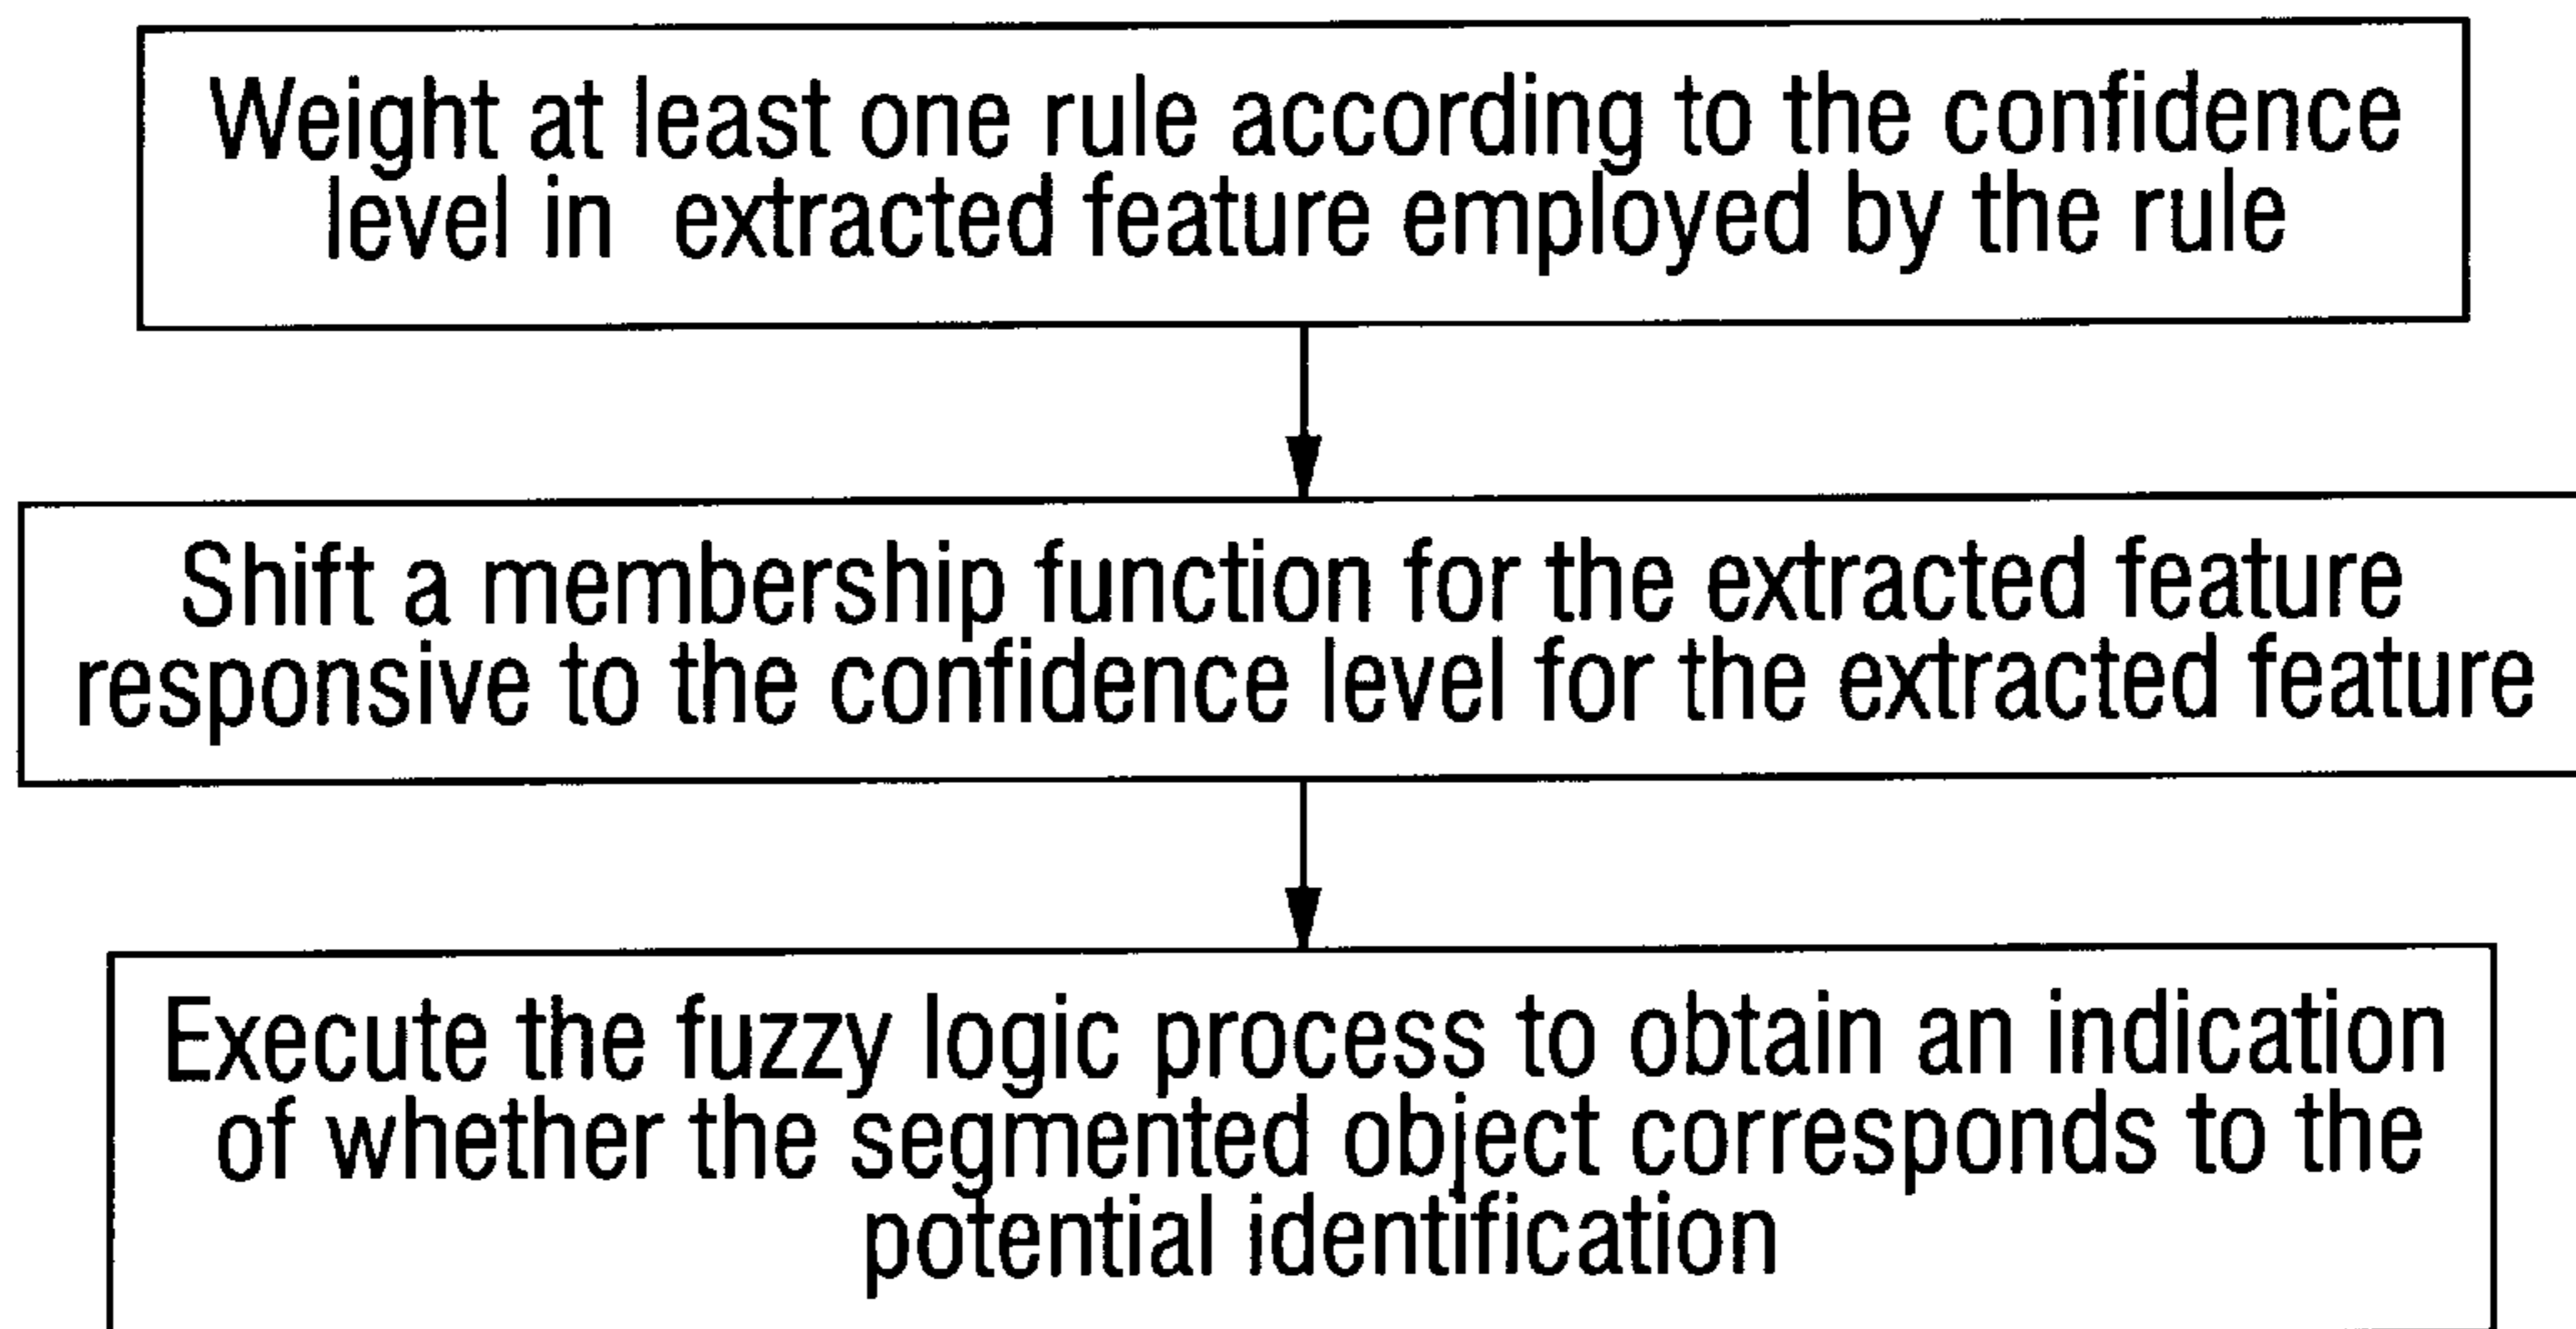 Weight at least one rule according to the confidence
level in extracted feature employed by the rule
Shift a membership function for the extracted feature
responsive to the confidence level for the extracted feature
Execute the fuzzy logic process to obtain an indication
of whether the segmented object corresponds to the
potential identification